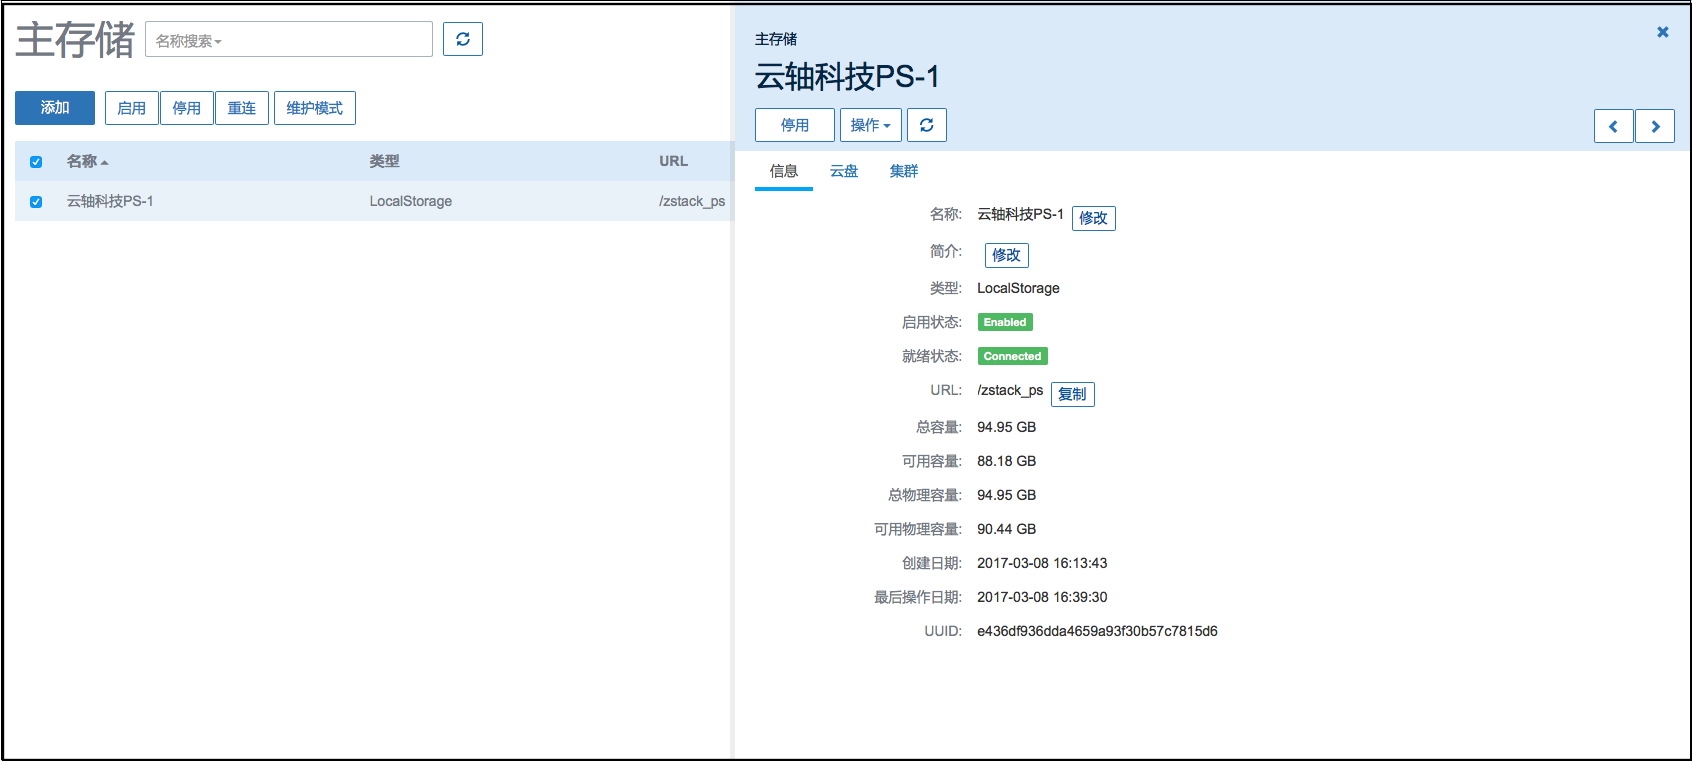 主存储
名称搜索
添加 启用 停用 重连 维护模式
名称 类型 URL
云轴科技PS-1 LocalStorage /zstack_ps
主存储
云轴科技PS-1
停用 操作
信息 云盘 集群
名称: 云轴科技PS-1 修改
简介: 修改
类型: LocalStorage
启用状态: Enabled
就绪状态: Connected
URL: /zstack_ps 复制
总容量: 94.95 GB
可用容量: 88.18 GB
总物理容量: 94.95 GB
可用物理容量: 90.44 GB
创建日期: 2017-03-08 16:13:43
最后操作日期: 2017-03-08 16:39:30
UUID: e436df936dda4659a93f30b57c7815d6